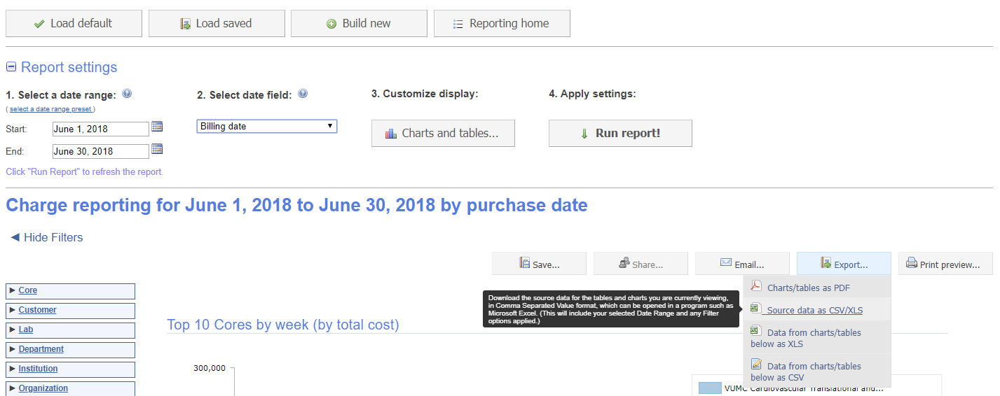 Load default
Load saved
Build new
Reporting home
Report settings
1. Select a date range:
2. Select date field:
3. Customize display:
4. Apply settings:
( select a date range preset )
Start:
June 1, 2018
Billing date
Charts and tables...
Run report!
End:
June 30, 2018
Click "Run Report" to refresh the report.
Charge reporting for June 1, 2018 to June 30, 2018 by purchase date
Hide Filters
Save...
Share...
Email...
Export...
Print preview...
Core
Customer
Lab
Department
Institution
Organization
Charts/tables as PDF
Source data as CSV/XLS
Data from charts/tables
below as XLS
Data from charts/tables
below as CSV
Download the source data for the tables and charts you are currently viewing,
in Comma Separated Value format, which can be opened in a program such as
Microsoft Excel. (This will include your selected Date Range and any Filter
options applied.)
Top 10 Cores by week (by total cost)
300,000
VUMC Cardiovascular Translational and...